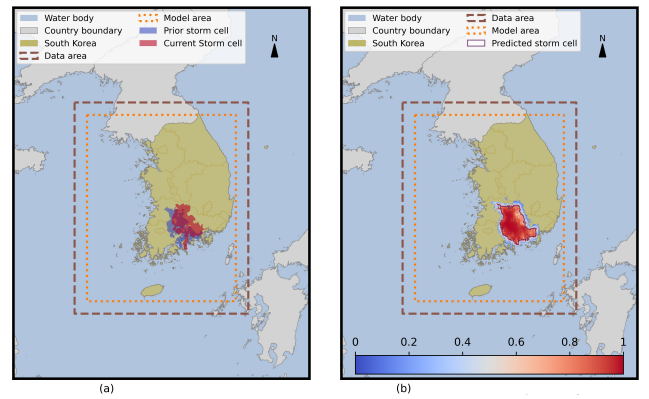 Water body
Country boundary
South Korea
Data area
Model area
Prior storm cell
Current Storm cell
N
(a)
Water body
Country boundary
South Korea
Data area
Model area
Predicted storm cell
N
0 0.2 0.4 0.6 0.8 1
(b)